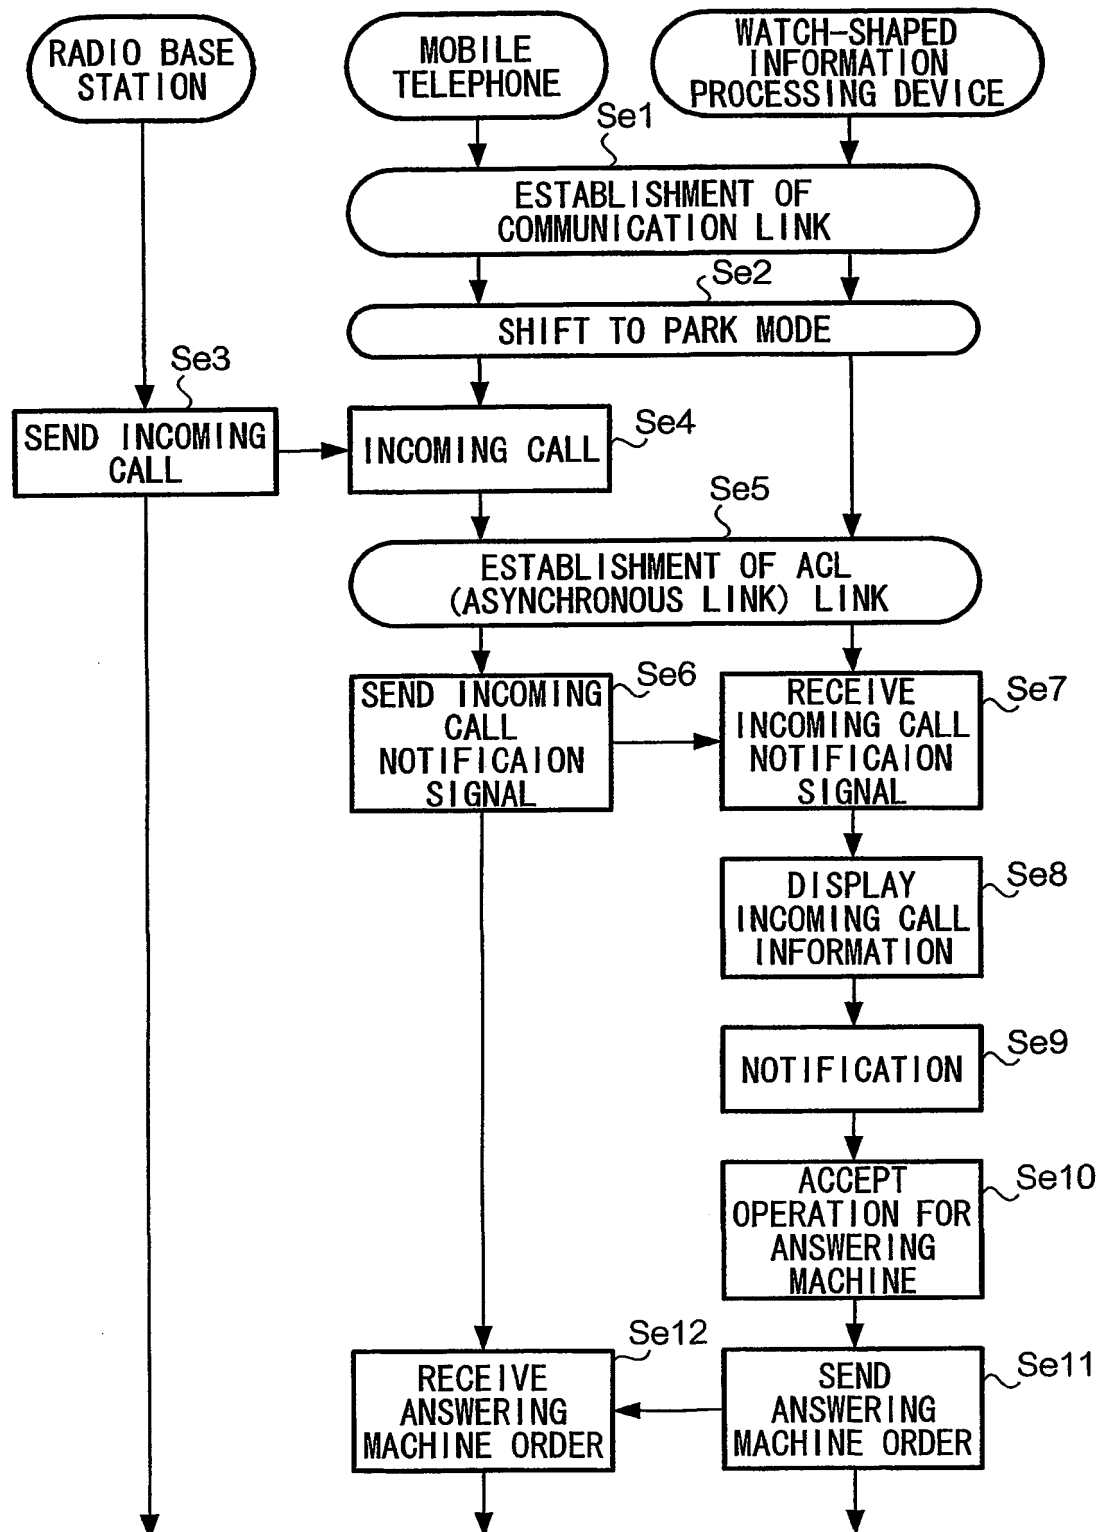 RADIO BASE
STATION
MOBILE
TELEPHONE
WATCH-SHAPED
INFORMATION
PROCESSING DEVICE
Se1
ESTABLISHMENT OF
COMMUNICATION LINK
Se2
SHIFT TO PARK MODE
Se3
SEND INCOMING
CALL
INCOMING CALL
Se4
Se5
ESTABLISHMENT OF ACL
(ASYNCHRONOUS LINK) LINK
SEND INCOMING
CALL
NOTIFICAION
SIGNAL
Se6
RECEIVE
INCOMING CALL
NOTIFICAION
SIGNAL
Se7
DISPLAY
INCOMING CALL
INFORMATION
Se8
NOTIFICATION
Se9
ACCEPT
OPERATION FOR
ANSWERING
MACHINE
Se10
Se12
RECEIVE
ANSWERING
MACHINE ORDER
SEND
ANSWERING
MACHINE ORDER
Se11